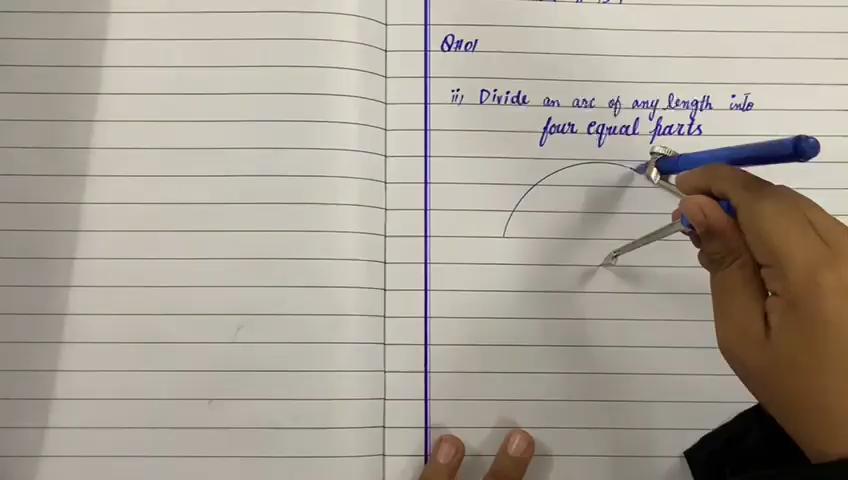 Q#01
ii, Divide an arc of any length into
four equal parts